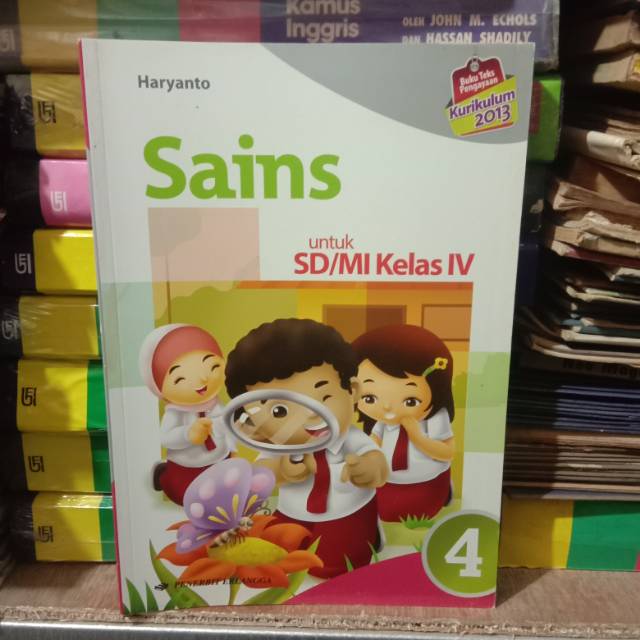 Kamus
Inggris
OLEH JOHN M. ECHOLS
DAN HASSAN SHADILY
Haryanto
Buku Teks
Pengayaan
Kurikulum
2013
Sains
untuk
SD/MI Kelas IV
PENERBIT ERLANGGA
4